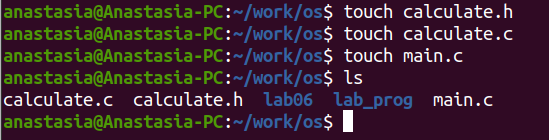 anastasia@Anastasia-PC:~/work/os$ touch calculate.h
anastasia@Anastasia-PC:~/work/os$ touch calculate.c
anastasia@Anastasia-PC:~/work/os$ touch main.c
anastasia@Anastasia-PC:~/work/os$ ls
calculate.c  calculate.h  lab06  lab_prog  main.c
anastasia@Anastasia-PC:~/work/os$